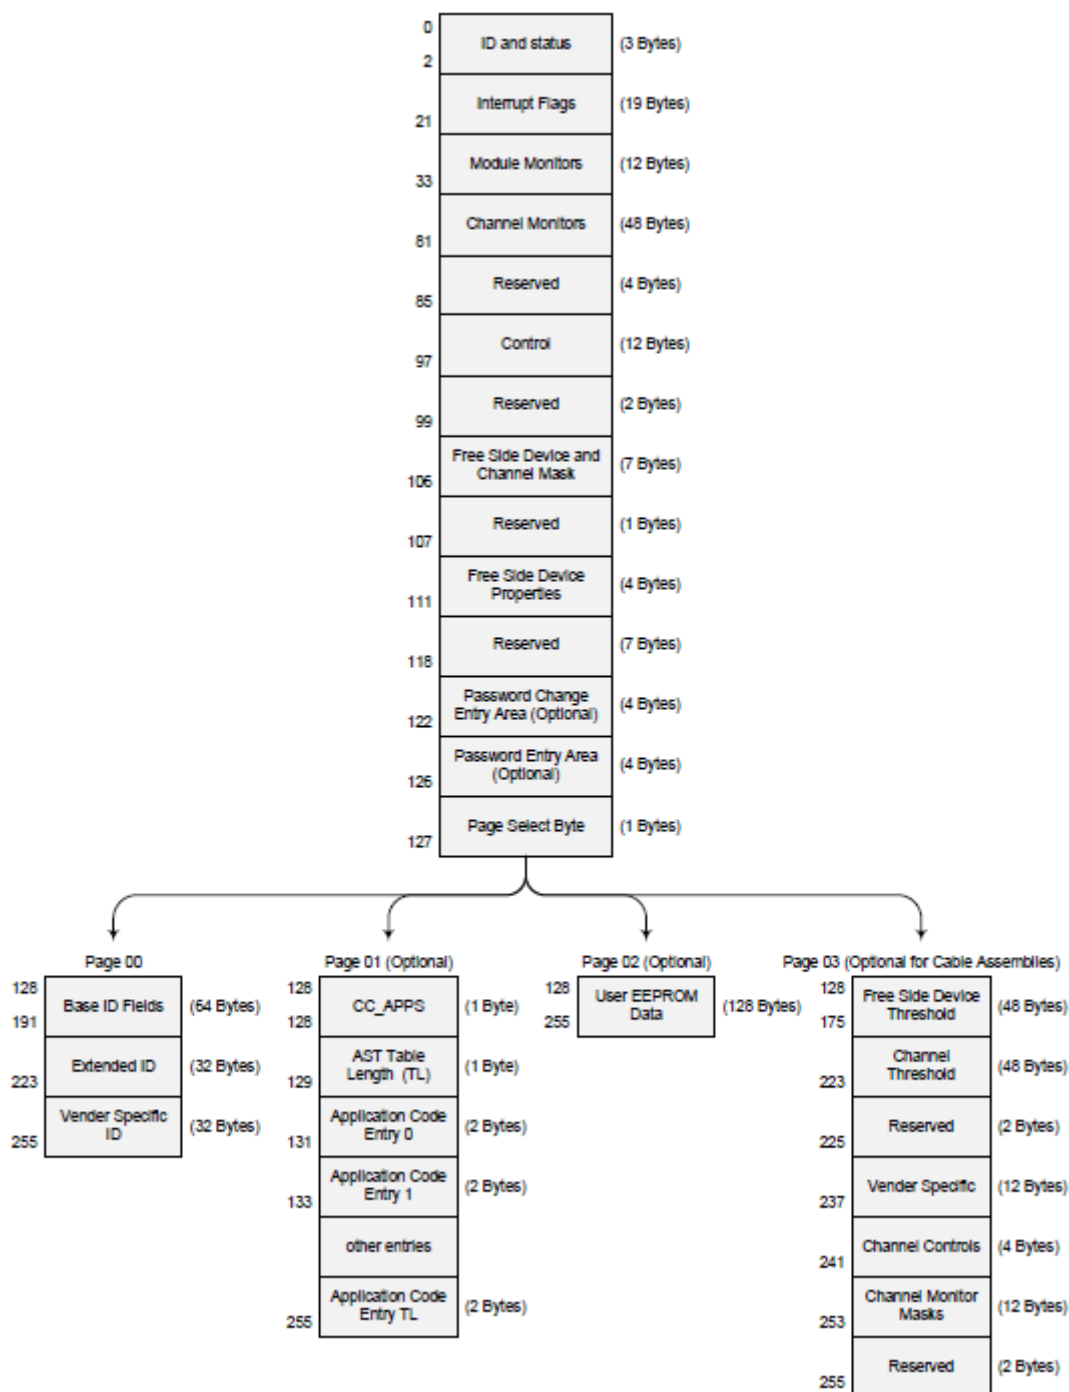 0
ID and status (3 Bytes)
2
Interrupt Flags (19 Bytes)
21
Module Monitors (12 Bytes)
33
Channel Monitors (48 Bytes)
81
Reserved (4 Bytes)
85
Control (12 Bytes)
97
Reserved (2 Bytes)
99
Free Side Device and
Channel Mask
(7 Bytes)
106
Reserved (1 Bytes)
107
Free Side Device
Properties
(4 Bytes)
111
Reserved (7 Bytes)
118
Password Change
Entry Area (Optional)
(4 Bytes)
122
Password Entry Area
(Optional)
(4 Bytes)
126
Page Select Byte (1 Bytes)
127
Page 00
128
Base ID Fields (64 Bytes)
191
Extended ID (32 Bytes)
223
Vender Specific
ID
(32 Bytes)
255
Page 01 (Optional)
128
CC_APPS (1 Byte)
128
AST Table
Length (TL)
(1 Byte)
129
Application Code
Entry 0
(2 Bytes)
131
Application Code
Entry 1
(2 Bytes)
133
other entries
Application Code
Entry TL
(2 Bytes)
255
Page 02 (Optional)
128
User EEPROM
Data
(128 Bytes)
255
Page 03 (Optional for Cable Assemblies)
128
Free Side Device
Threshold
(48 Bytes)
175
Channel
Threshold
(48 Bytes)
223
Reserved (2 Bytes)
225
Vender Specific (12 Bytes)
237
Channel Controls (4 Bytes)
241
Channel Monitor
Masks
(12 Bytes)
253
Reserved (2 Bytes)
255